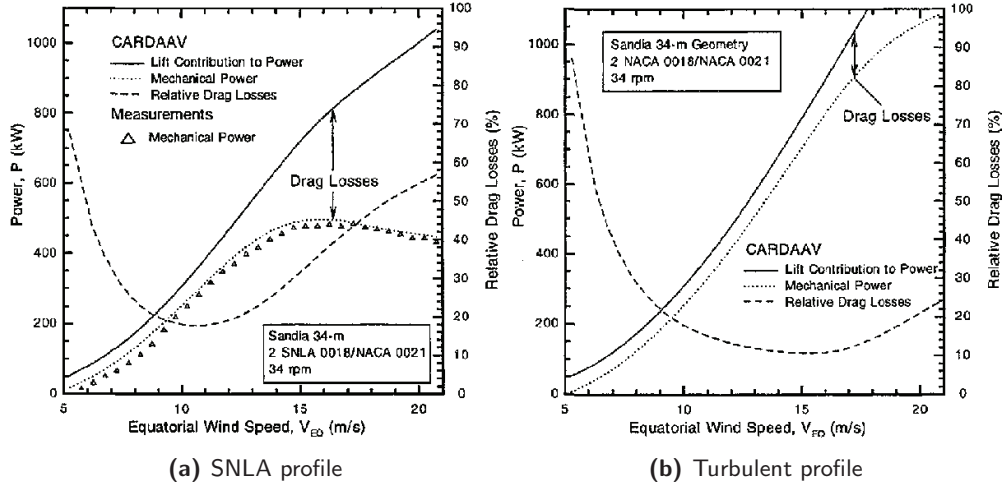 CARDAAV
Lift Contribution to Power
Mechanical Power
Relative Drag Losses
Measurements
Mechanical Power
Drag Losses
Sandia 34-m
2 SNLA 0018/NACA 0021
34 rpm
Power, P (kW)
1000
800
600
400
200
0
Relative Drag Losses (%)
100
90
80
70
60
50
40
30
20
10
0
5
10
15
20
Equatorial Wind Speed, V_EQ (m/s)
(a) SNLA profile
Sandia 34-m Geometry
2 NACA 0018/NACA 0021
34 rpm
Drag Losses
CARDAAV
Lift Contribution to Power
Mechanical Power
Relative Drag Losses
Power, P (kW)
1000
800
600
400
200
0
Relative Drag Losses (%)
100
90
80
70
60
50
40
30
20
10
0
5
10
15
20
Equatorial Wind Speed, V_EQ (m/s)
(b) Turbulent profile